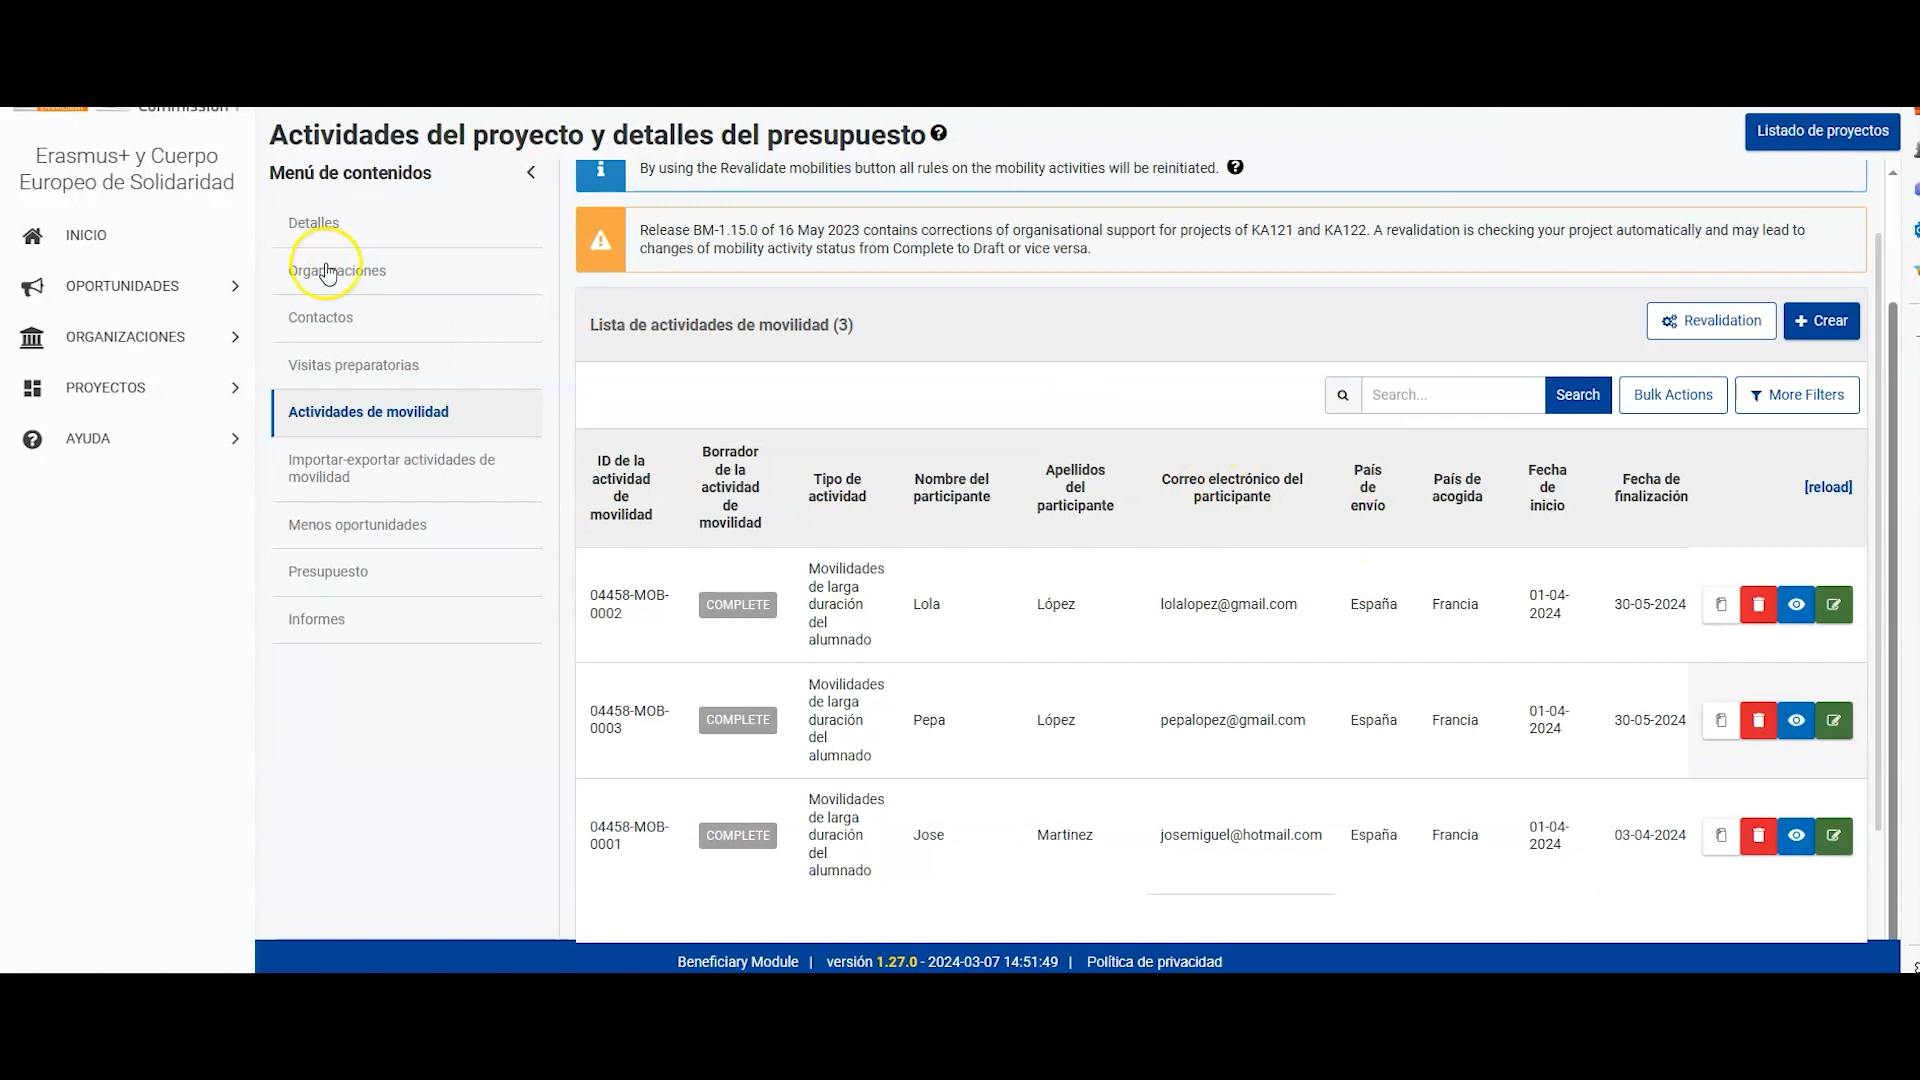 Erasmus+ y Cuerpo
Europeo de Solidaridad
INICIO
OPORTUNIDADES
ORGANIZACIONES
PROYECTOS
AYUDA
Actividades del proyecto y detalles del presupuesto
Listado de proyectos
Menú de contenidos
Detalles
Organizaciones
Contactos
Visitas preparatorias
Actividades de movilidad
Importar-exportar actividades de
movilidad
Menos oportunidades
Presupuesto
Informes
By using the Revalidate mobilities button all rules on the mobility activities will be reinitiated.
Release BM-1.15.0 of 16 May 2023 contains corrections of organisational support for projects of KA121 and KA122. A revalidation is checking your project automatically and may lead to
changes of mobility activity status from Complete to Draft or vice versa.
Lista de actividades de movilidad (3)
Revalidation
+ Crear
Search...
Search
Bulk Actions
More Filters
ID de la
actividad
de
movilidad
Borrador
de la
actividad
de
movilidad
Tipo de
actividad
Nombre del
participante
Apellidos
del
participante
Correo electrónico del
participante
País
de
envío
País de
acogida
Fecha
de
inicio
Fecha de
finalización
[reload]
04458-MOB-
0002
COMPLETE
Movilidades
de larga
duración
del
alumnado
Lola
López
lolalopez@gmail.com
España
Francia
01-04-
2024
30-05-2024
04458-MOB-
0003
COMPLETE
Movilidades
de larga
duración
del
alumnado
Pepa
López
pepalopez@gmail.com
España
Francia
01-04-
2024
30-05-2024
04458-MOB-
0001
COMPLETE
Movilidades
de larga
duración
del
alumnado
Jose
Martinez
josemiguel@hotmail.com
España
Francia
01-04-
2024
03-04-2024
Beneficiary Module | versión 1.27.0 - 2024-03-07 14:51:49 | Política de privacidad